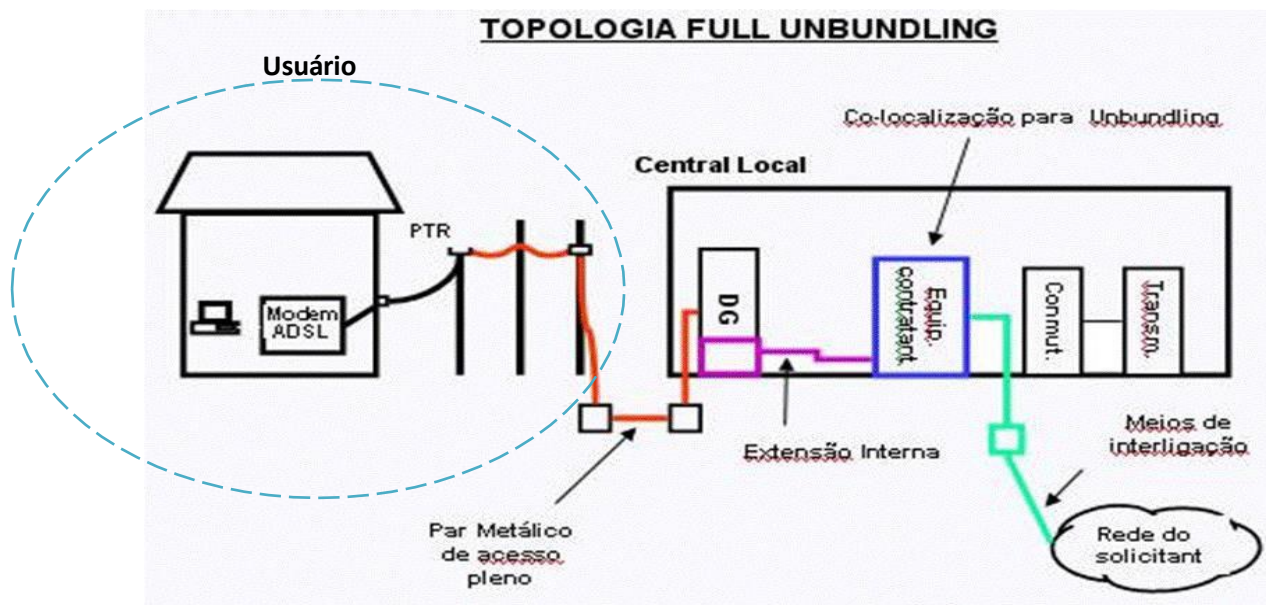 TOPOLOGIA FULL UNBUNDLING
Usuário
Co-localização para Unbundling
Central Local
PTR
Modem
ADSL
DG
Equip.
contratant
Conmut.
Transm.
Extensão Interna
Meios de
interligação
Par Metálico
de acesso
pleno
Rede do
solicitant